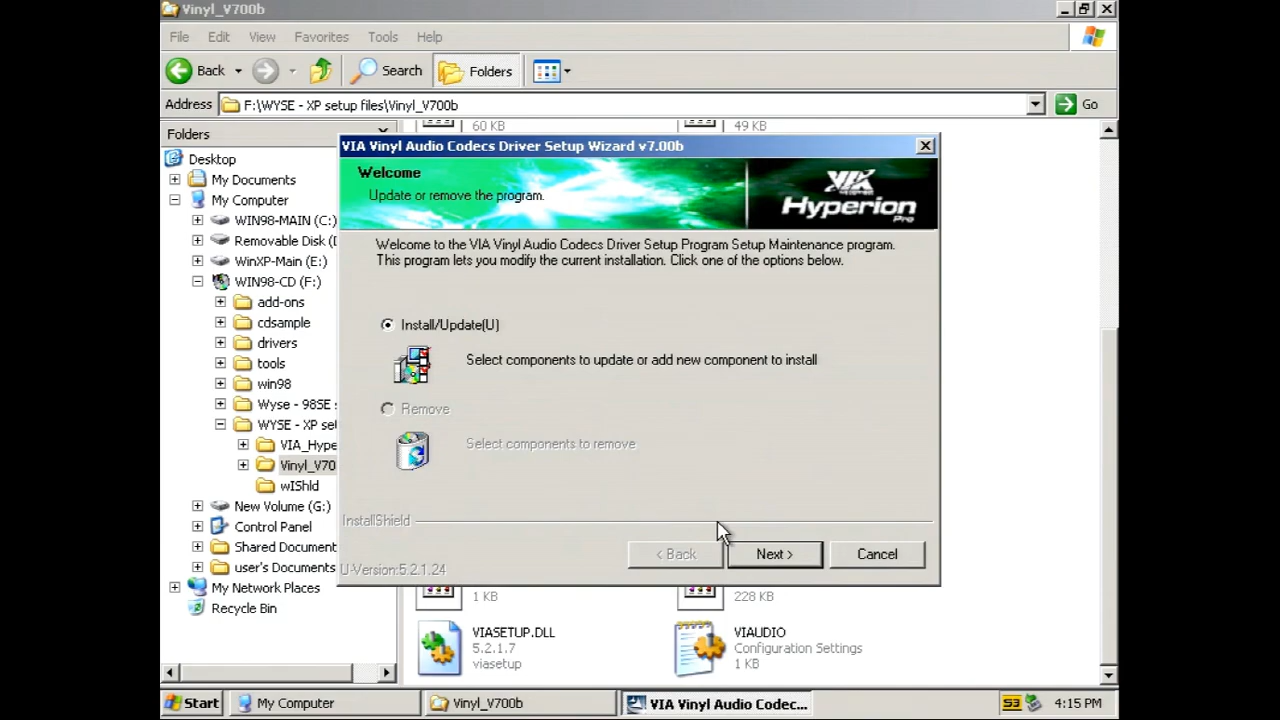 Vinyl_V700b
File Edit View Favorites Tools Help
Back Search Folders
Address F:\WYSE - XP setup files\Vinyl_V700b Go
Folders
60 KB 49 KB
Desktop
My Documents
My Computer
WIN98-MAIN (C:)
Removable Disk (D
WinXP-Main (E:)
WIN98-CD (F:)
add-ons
cdsample
drivers
tools
win98
Wyse - 98SE s
WYSE - XP set
VIA_Hype
Vinyl_V70
wIShld
New Volume (G:)
Control Panel
Shared Document
user's Documents
My Network Places
Recycle Bin
VIA Vinyl Audio Codecs Driver Setup Wizard v7.00b
Welcome
Update or remove the program.
VIA
Hyperion
Pro
Welcome to the VIA Vinyl Audio Codecs Driver Setup Program Setup Maintenance program.
This program lets you modify the current installation. Click one of the options below.
Install/Update(U)
Select components to update or add new component to install
Remove
Select components to remove
InstallShield
< Back Next > Cancel
U-Version:5.2.1.24
1 KB 228 KB
VIASETUP.DLL
5.2.1.7
viasetup
VIAUDIO
Configuration Settings
1 KB
Start My Computer Vinyl_V700b VIA Vinyl Audio Codec... S3 4:15 PM